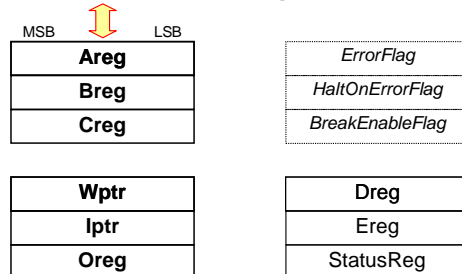 MSB LSB
Areg
Breg
Creg
ErrorFlag
HaltOnErrorFlag
BreakEnableFlag
Wptr
Iptr
Oreg
Dreg
Ereg
StatusReg